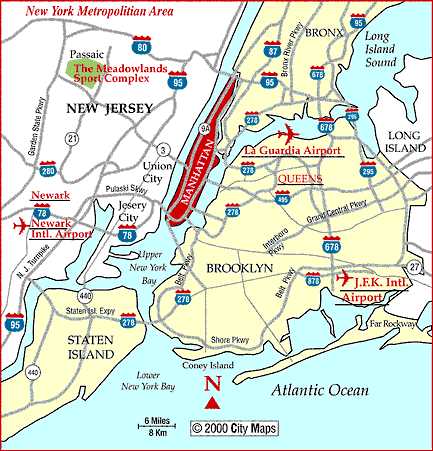 New York Metropolitan Area
80
87
BRONX
Long
Island
Sound
Bronx River Pkwy
Passaic
The Meadowlands
Sport Complex
95
95
678
Garden State Pkwy
NEW JERSEY
9A
278
678
295
21
3
Union
City
MANHATTAN
La Guardia Airport
LONG
ISLAND
280
278
QUEENS
295
Pulaski Skwy
Newark
78
Jesery
City
278
495
Grand Central Pkwy
Newark
Intl. Airport
78
Interboro
Pkwy
678
Upper
New York
Bay
N. J. Turnpike
Belt Pkwy
BROOKLYN
27
440
278
Belt Pkwy
878
J.F.K. Intl.
Airport
95
Staten Isl. Expy
278
Far Rockaway
STATEN
ISLAND
Shore Pkwy
440
Coney Island
Lower
New York Bay
N
Atlantic Ocean
6 Miles
8 Km
© 2000 City Maps